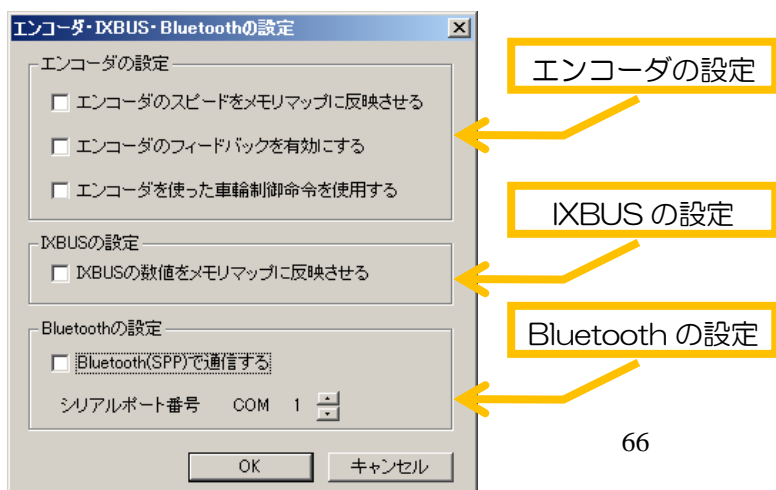 エンコーダ・IXBUS・Bluetoothの設定
エンコーダの設定
エンコーダのスピードをメモリマップに反映させる
エンコーダのフィードバックを有効にする
エンコーダを使った車輪制御命令を使用する
IXBUSの設定
IXBUSの数値をメモリマップに反映させる
Bluetoothの設定
Bluetooth(SPP)で通信する
シリアルポート番号 COM 1
OK キャンセル
エンコーダの設定
IXBUS の設定
Bluetooth の設定
66